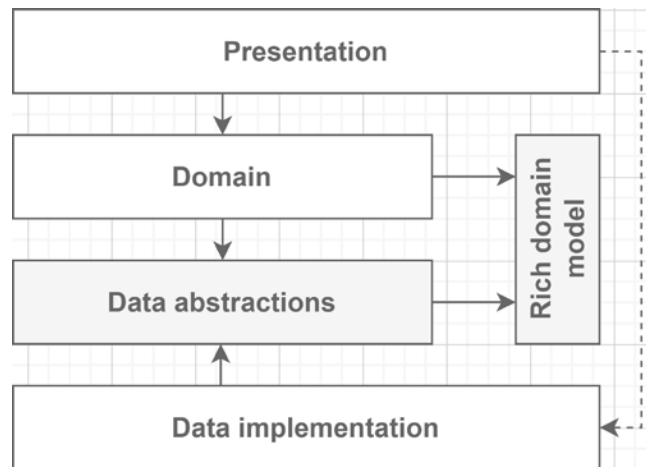 Presentation
Domain
Rich domain
model
Data abstractions
Data implementation